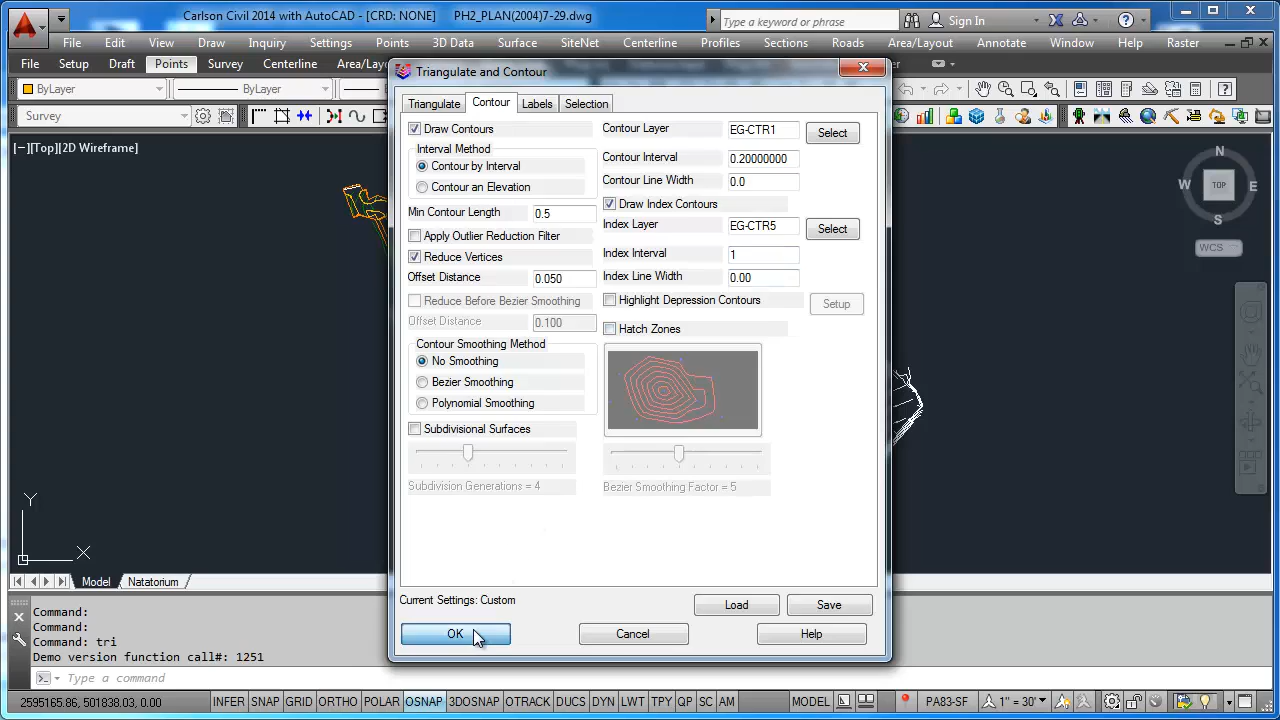 Carlson Civil 2014 with AutoCAD - [CRD: NONE] PH2_PLAN(2004)7-29.dwg
Type a keyword or phrase
Sign In
File Edit View Draw Inquiry Settings Points 3D Data Surface SiteNet Centerline Profiles Sections Roads Area/Layout Annotate Window Help Raster
File Setup Draft Points Survey Centerline Area/Lay
ByLayer ByLayer
Survey
[−][Top][2D Wireframe]
Triangulate and Contour
Triangulate Contour Labels Selection
Draw Contours
Contour Layer EG-CTR1 Select
Interval Method
Contour by Interval
Contour Interval 0.20000000
Contour an Elevation
Contour Line Width 0.0
Min Contour Length 0.5
Draw Index Contours
Apply Outlier Reduction Filter
Index Layer EG-CTR5 Select
Reduce Vertices
Index Interval 1
Offset Distance 0.050
Index Line Width 0.00
Reduce Before Bezier Smoothing
Highlight Depression Contours Setup
Offset Distance 0.100
Hatch Zones
Contour Smoothing Method
No Smoothing
Bezier Smoothing
Polynomial Smoothing
Subdivisional Surfaces
Subdivision Generations = 4
Bezier Smoothing Factor = 5
Current Settings: Custom
Load Save
OK Cancel Help
N
W TOP E
S
WCS
Y
X
Model Natatorium
Command:
Command:
Command: tri
Demo version function call#: 1251
Type a command
2595165.86, 501838.03, 0.00 INFER SNAP GRID ORTHO POLAR OSNAP 3DOSNAP OTRACK DUCS DYN LWT TPY QP SC AM MODEL PA83-SF 1" = 30'